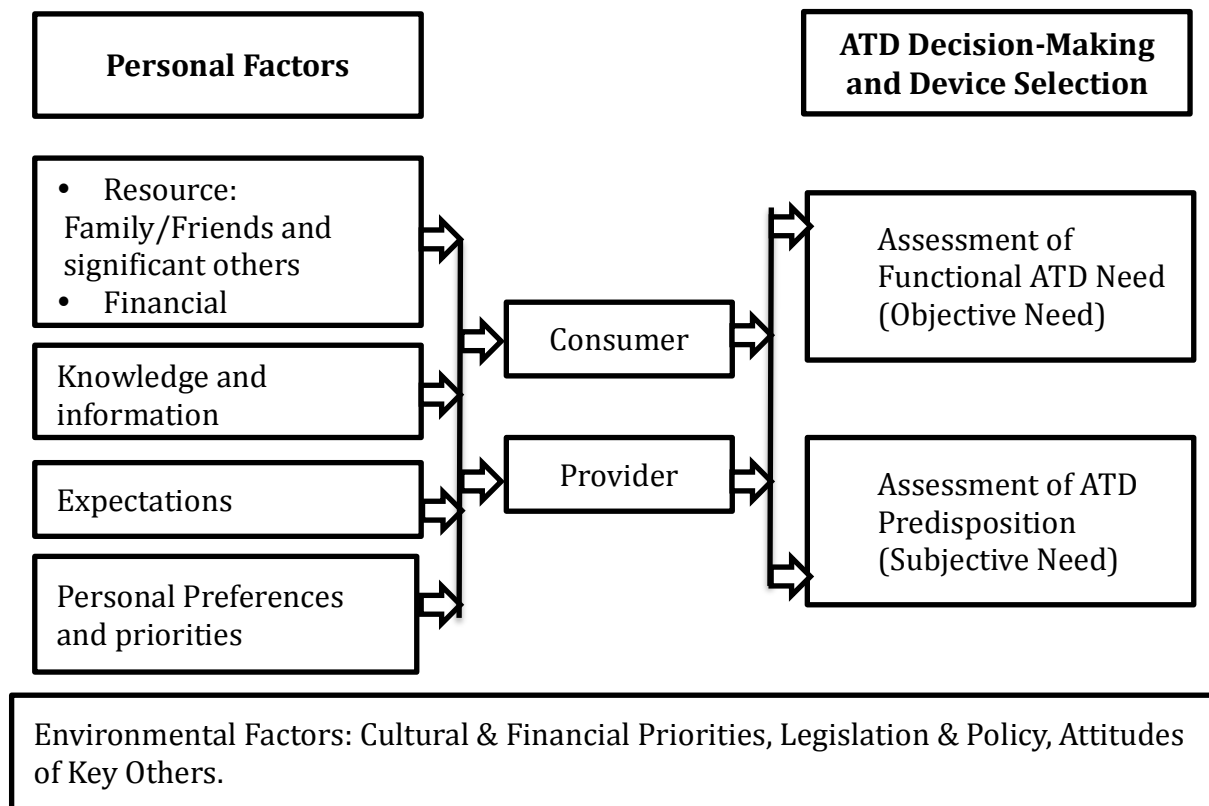 Personal Factors
ATD Decision-Making
and Device Selection
• Resource:
Family/Friends and
significant others
• Financial
Knowledge and
information
Expectations
Personal Preferences
and priorities
Consumer
Provider
Assessment of
Functional ATD Need
(Objective Need)
Assessment of ATD
Predisposition
(Subjective Need)
Environmental Factors: Cultural & Financial Priorities, Legislation & Policy, Attitudes
of Key Others.